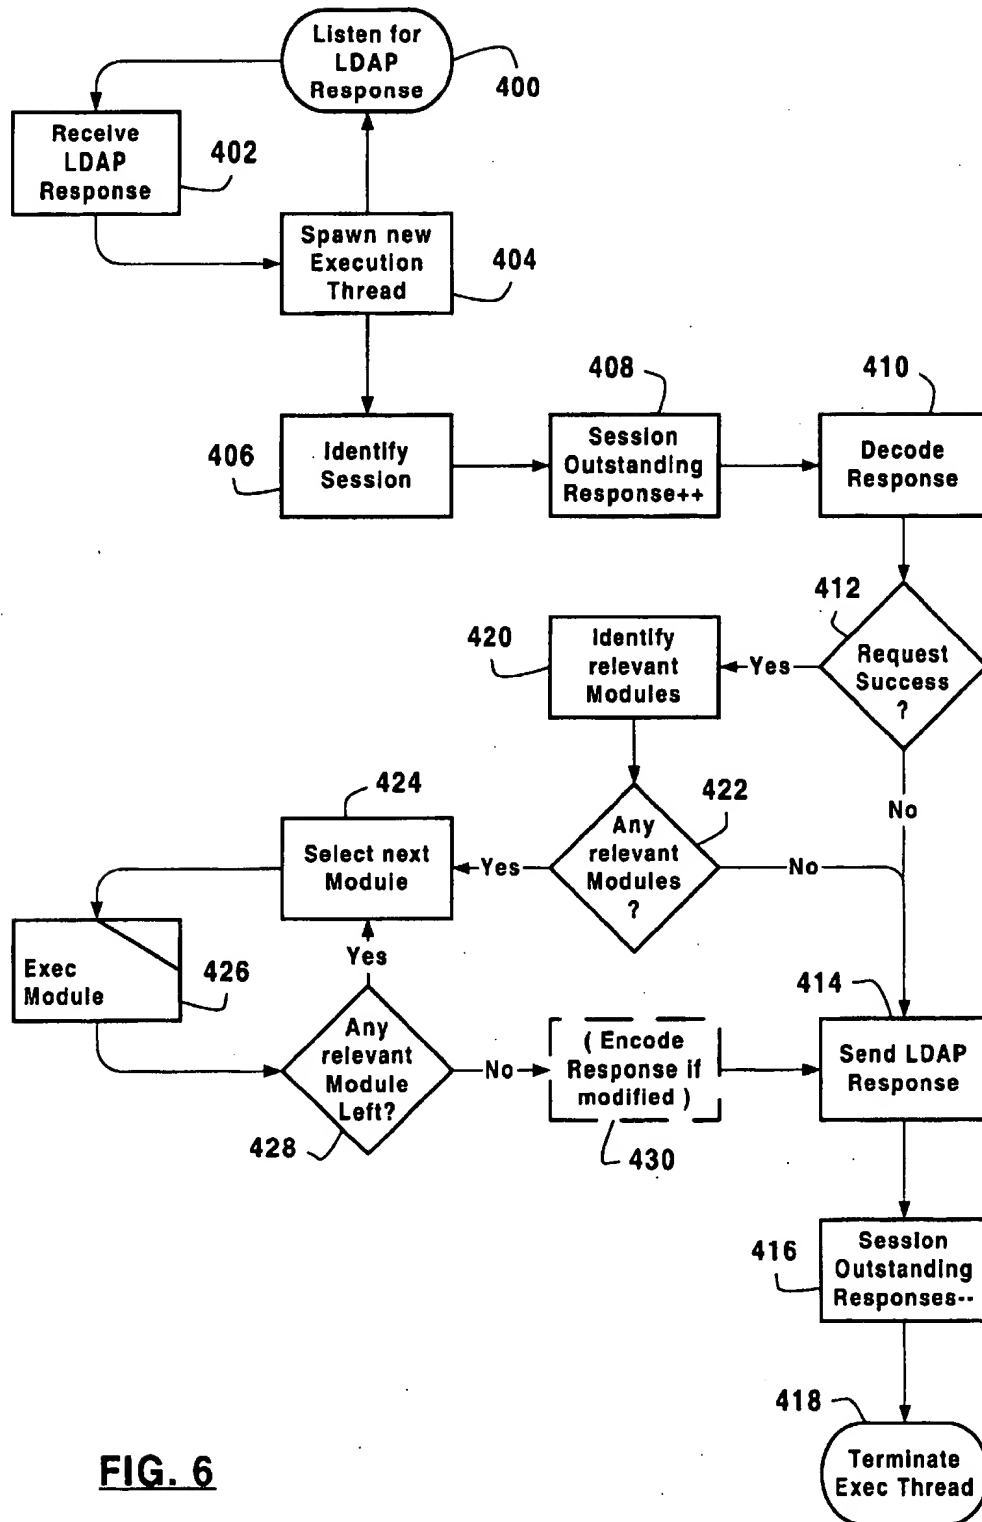 Listen for
LDAP
Response
400
Receive
LDAP
Response
402
Spawn new
Execution
Thread
404
406
Identify
Session
408
Session
Outstanding
Response++
410
Decode
Response
412
Request
Success
?
Yes
No
420
Identify
relevant
Modules
422
Any
relevant
Modules
?
Yes
No
424
Select next
Module
Exec
Module
426
Yes
Any
relevant
Module
Left?
428
No
( Encode
Response if
modified )
430
414
Send LDAP
Response
416
Session
Outstanding
Responses--
418
Terminate
Exec Thread
FIG. 6